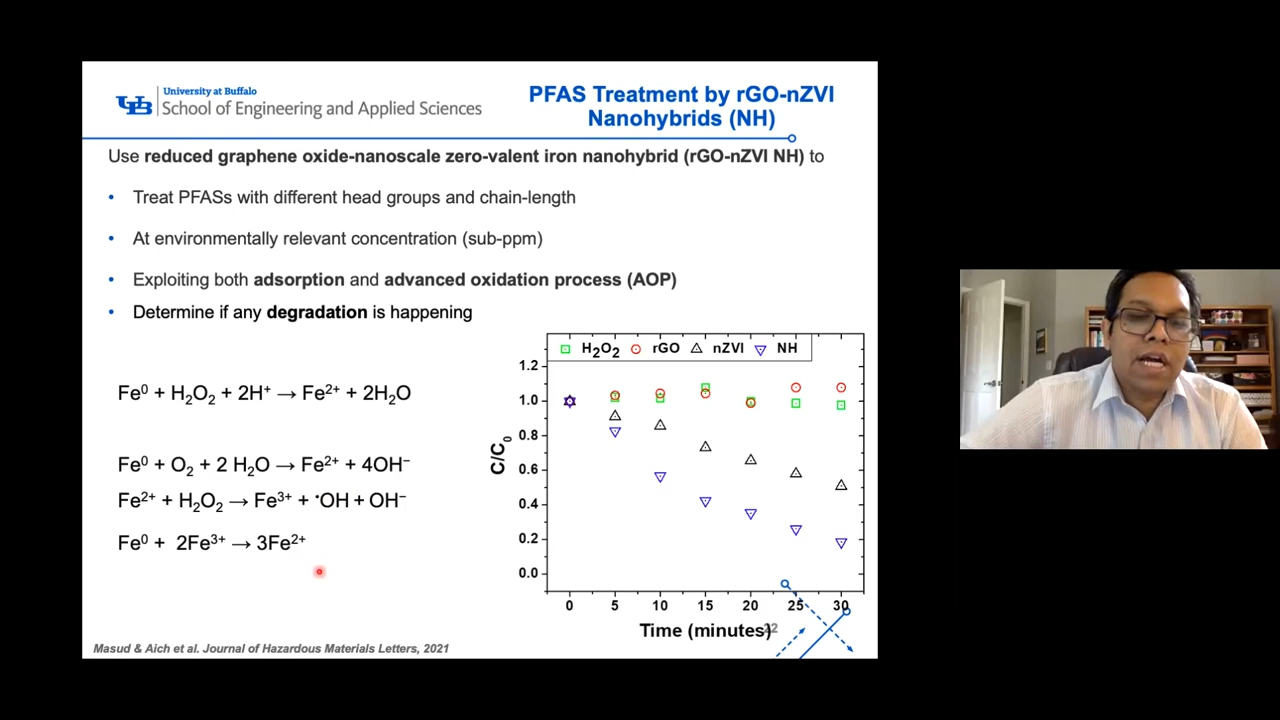 University at Buffalo
UB School of Engineering and Applied Sciences
PFAS Treatment by rGO-nZVI
Nanohybrids (NH)
Use reduced graphene oxide-nanoscale zero-valent iron nanohybrid (rGO-nZVI NH) to
• Treat PFASs with different head groups and chain-length
• At environmentally relevant concentration (sub-ppm)
• Exploiting both adsorption and advanced oxidation process (AOP)
• Determine if any degradation is happening
Fe⁰ + H₂O₂ + 2H⁺ → Fe²⁺ + 2H₂O
Fe⁰ + O₂ + 2 H₂O → Fe²⁺ + 4OH⁻
Fe²⁺ + H₂O₂ → Fe³⁺ + •OH + OH⁻
Fe⁰ + 2Fe³⁺ → 3Fe²⁺
H₂O₂ rGO nZVI NH
1.2
1.0
0.8
0.6
0.4
0.2
0.0
C/C₀
0 5 10 15 20 25 30
Time (minutes)
22
Masud & Aich et al. Journal of Hazardous Materials Letters, 2021